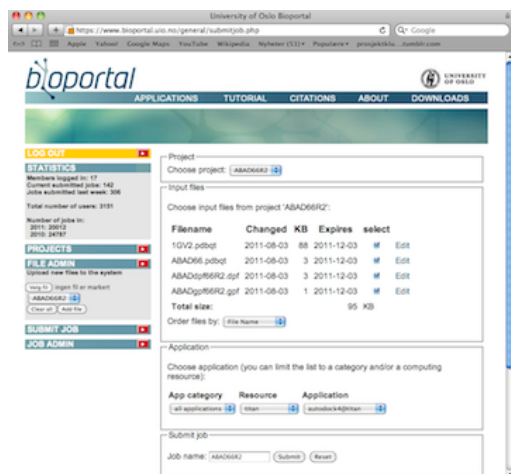 University of Oslo Bioportal
https://www.bioportal.uio.no/general/submitjob.php
Google
Apple Yahoo! Google Maps YouTube Wikipedia Nyheter (51) Populære prosjektklu...tumblr.com
bioportal
UNIVERSITY OF OSLO
APPLICATIONS TUTORIAL CITATIONS ABOUT DOWNLOADS
LOG OUT
STATISTICS
Members logged in: 17
Current submitted jobs: 142
Jobs submitted last week: 306
Total number of users: 3151
Number of jobs in:
2011: 20012
2010: 24787
PROJECTS
FILE ADMIN
Upload new files to the system
Velg fil ingen fil er markert
ABAD66R2
Clear all Add file
SUBMIT JOB
JOB ADMIN
Project
Choose project: ABAD66R2
Input files
Choose input files from project 'ABAD66R2':
Filename Changed KB Expires select
1GV2.pdbqt 2011-08-03 88 2011-12-03 Edit
ABAD66.pdbqt 2011-08-03 3 2011-12-03 Edit
ABADdpf66R2.dpf 2011-08-03 3 2011-12-03 Edit
ABADgpf66R2.gpf 2011-08-03 1 2011-12-03 Edit
Total size: 95 KB
Order files by: File Name
Application
Choose application (you can limit the list to a category and/or a computing
resource):
App category Resource Application
all applications titan autodock4@titan
Submit job
Job name: ABAD66R2 Submit Reset